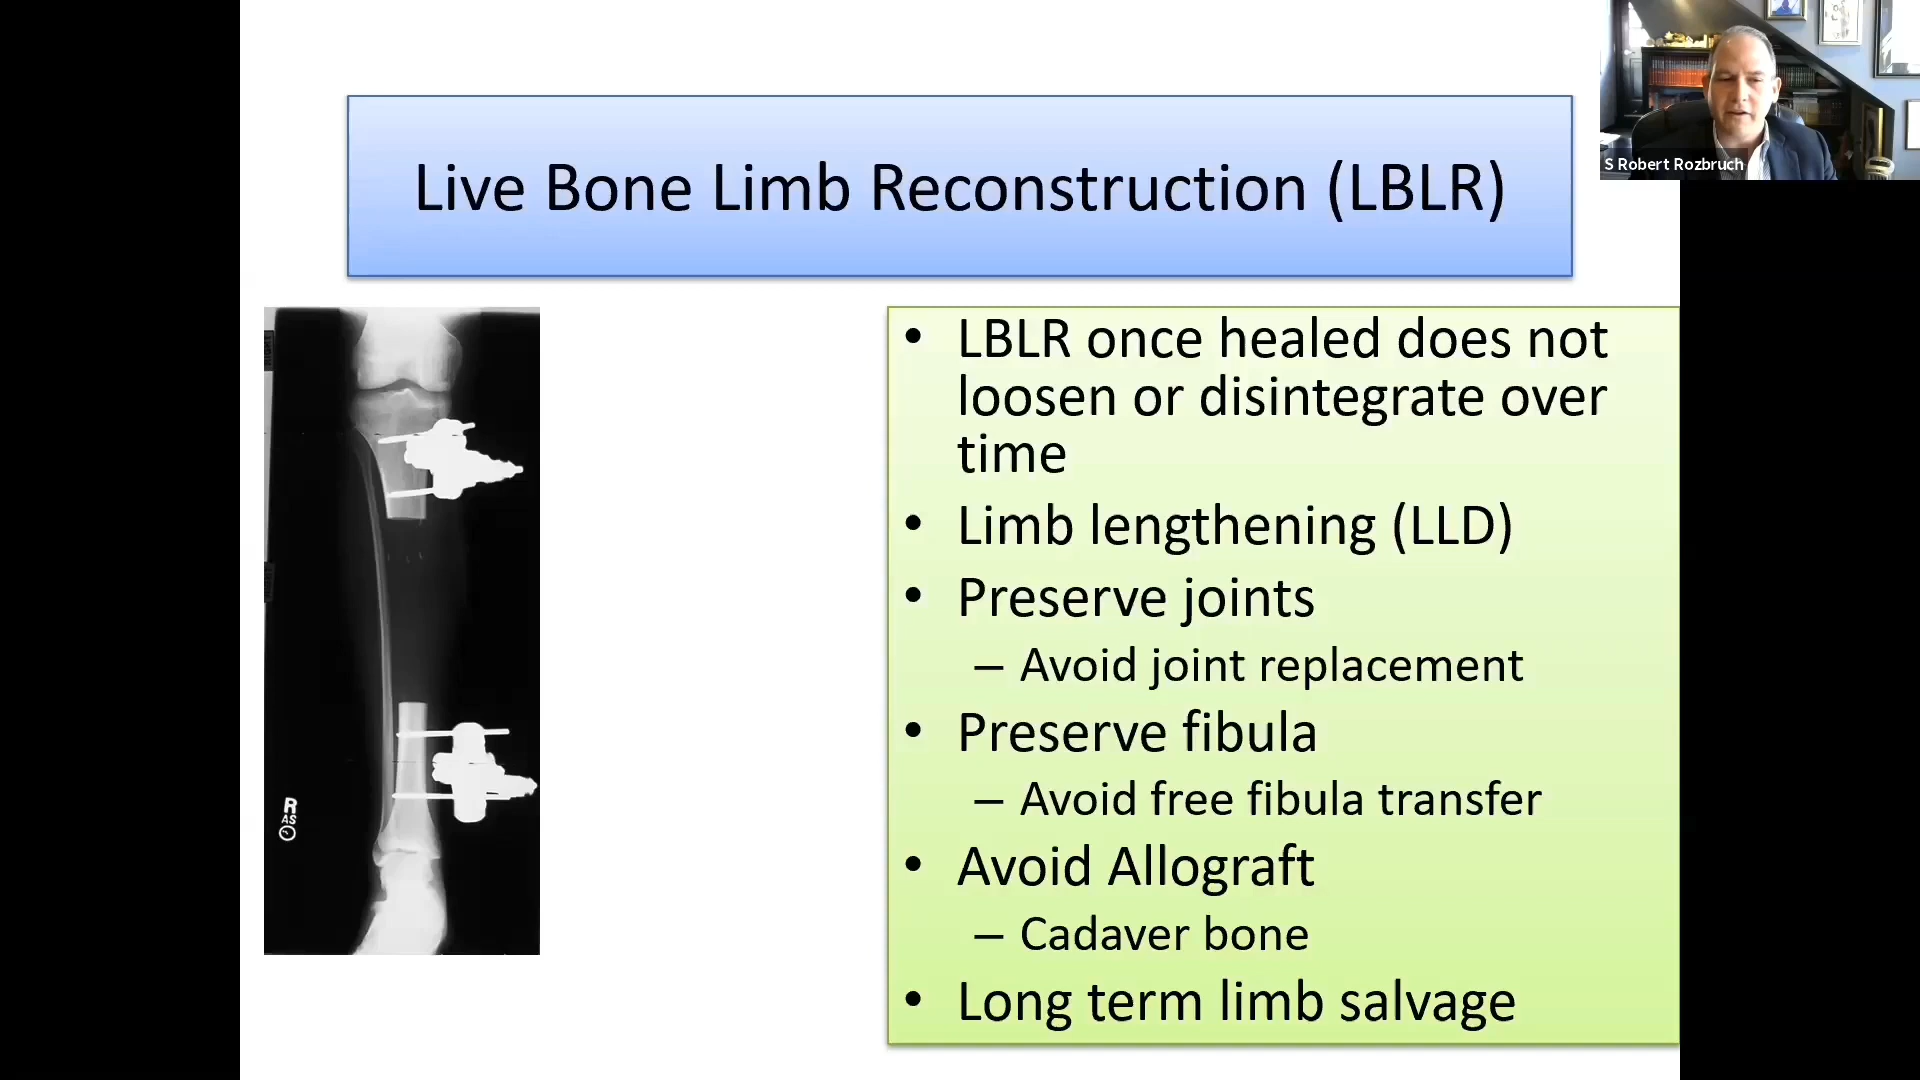 Live Bone Limb Reconstruction (LBLR)
S Robert Rozbruch
• LBLR once healed does not
loosen or disintegrate over
time
• Limb lengthening (LLD)
• Preserve joints
– Avoid joint replacement
• Preserve fibula
– Avoid free fibula transfer
• Avoid Allograft
– Cadaver bone
• Long term limb salvage
R
AS